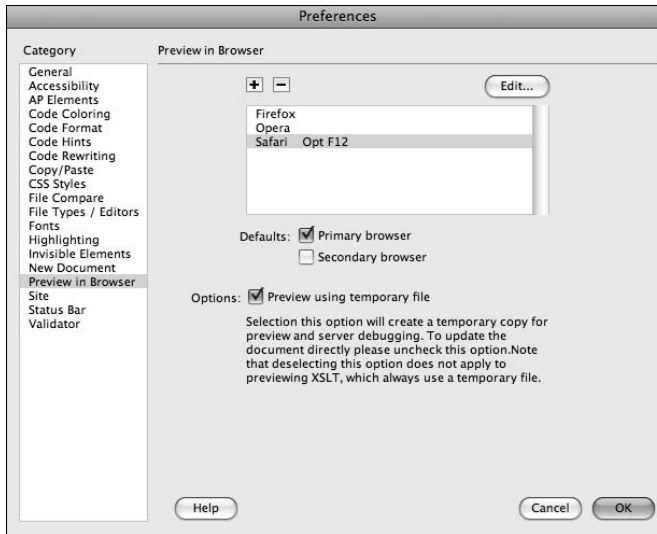 Preferences
Category
General
Accessibility
AP Elements
Code Coloring
Code Format
Code Hints
Code Rewriting
Copy/Paste
CSS Styles
File Compare
File Types / Editors
Fonts
Highlighting
Invisible Elements
New Document
Preview in Browser
Site
Status Bar
Validator
Preview in Browser
+ −
Edit...
Firefox
Opera
Safari Opt F12
Defaults: Primary browser
Secondary browser
Options: Preview using temporary file
Selection this option will create a temporary copy for
preview and server debugging. To update the
document directly please uncheck this option.Note
that deselecting this option does not apply to
previewing XSLT, which always use a temporary file.
Help
Cancel
OK